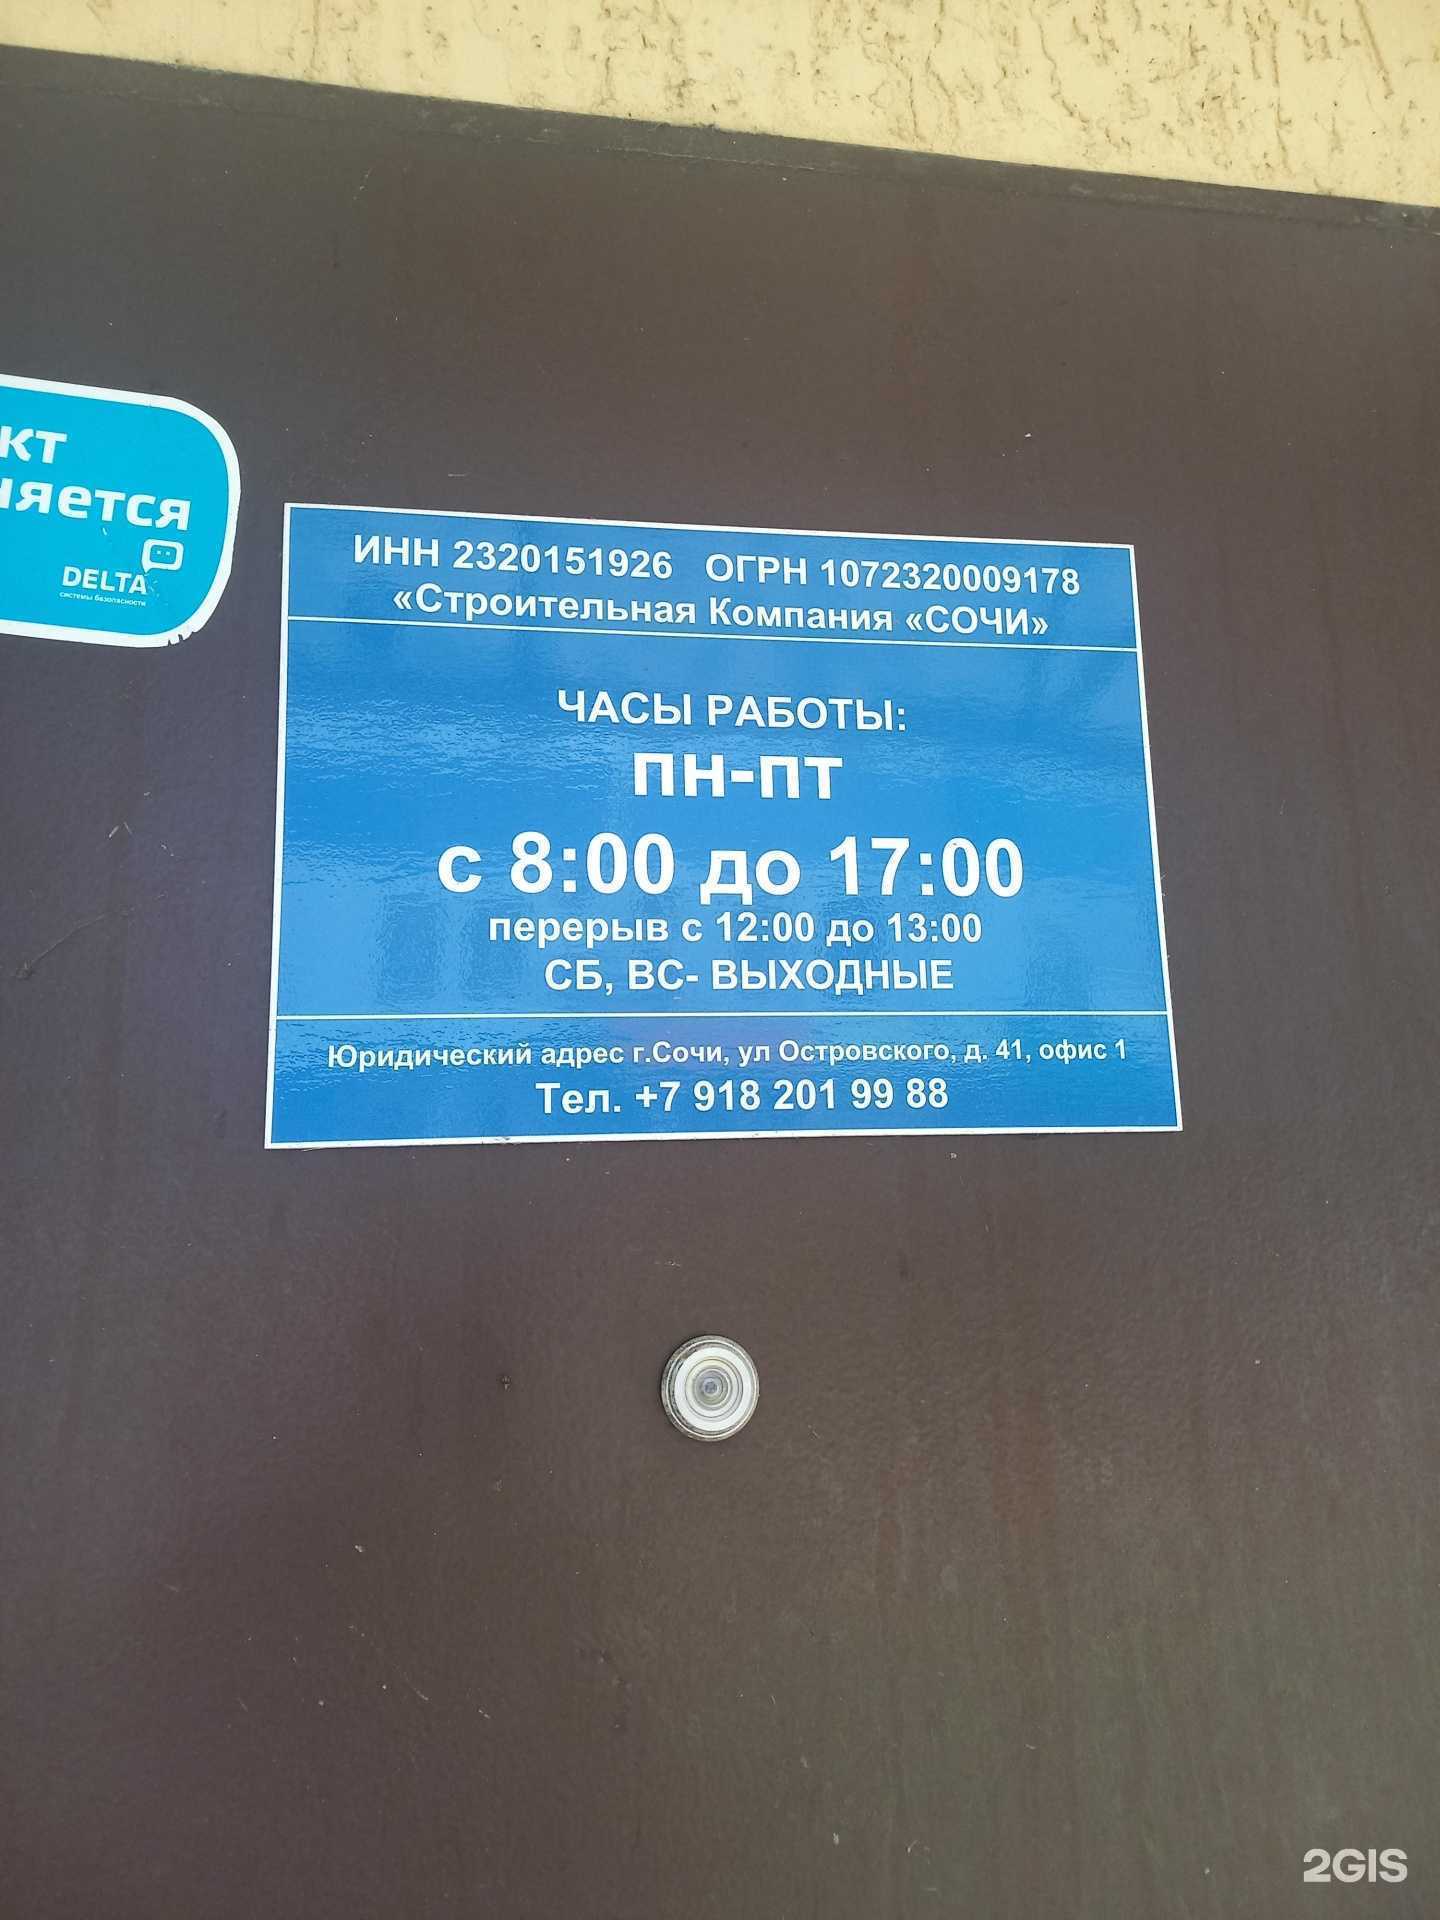 кт
няется
DELTA
системы безопасности
ИНН 2320151926 ОГРН 1072320009178
«Строительная Компания «СОЧИ»
ЧАСЫ РАБОТЫ:
пн-пт
с 8:00 до 17:00
перерыв с 12:00 до 13:00
СБ, ВС- ВЫХОДНЫЕ
Юридический адрес г.Сочи, ул Островского, д. 41, офис 1
Тел. +7 918 201 99 88
2GIS